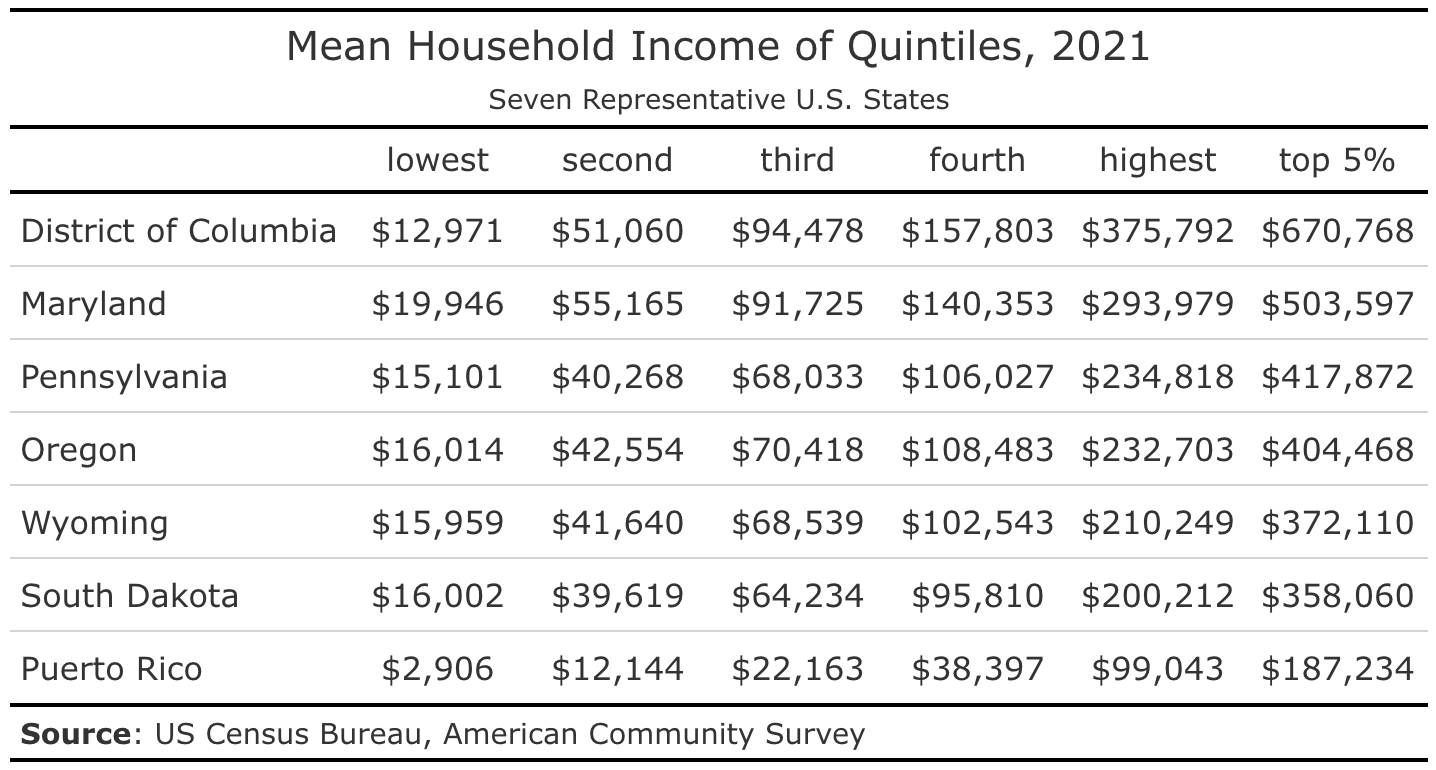 Mean Household Income of Quintiles, 2021
Seven Representative U.S. States
lowest second third fourth highest top 5%
District of Columbia $12,971 $51,060 $94,478 $157,803 $375,792 $670,768
Maryland $19,946 $55,165 $91,725 $140,353 $293,979 $503,597
Pennsylvania $15,101 $40,268 $68,033 $106,027 $234,818 $417,872
Oregon $16,014 $42,554 $70,418 $108,483 $232,703 $404,468
Wyoming $15,959 $41,640 $68,539 $102,543 $210,249 $372,110
South Dakota $16,002 $39,619 $64,234 $95,810 $200,212 $358,060
Puerto Rico $2,906 $12,144 $22,163 $38,397 $99,043 $187,234
Source: US Census Bureau, American Community Survey